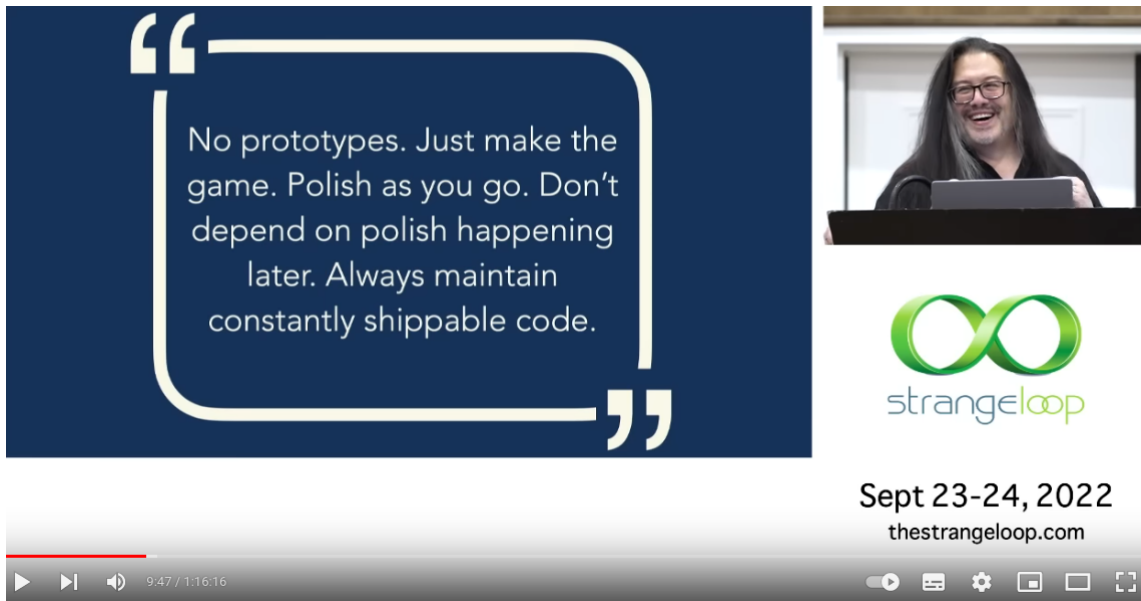 No prototypes. Just make the
game. Polish as you go. Don’t
depend on polish happening
later. Always maintain
constantly shippable code.
strangeloop
Sept 23-24, 2022
thestrangeloop.com
9:47 / 1:16:16